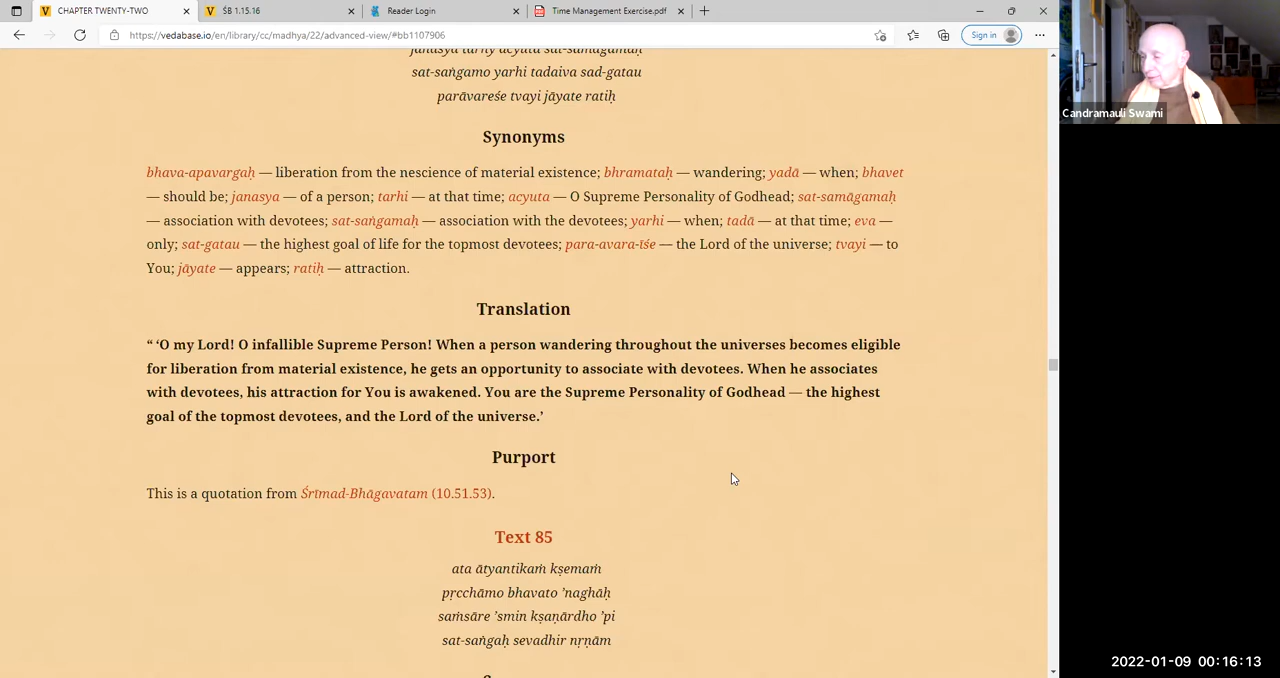 CHAPTER TWENTY-TWO
ŚB 1.15.16
Reader Login
Time Management Exercise.pdf
https://vedabase.io/en/library/cc/madhya/22/advanced-view/#bb1107906
Sign in
janasya tarhy acyuta sat-samāgamaḥ
sat-saṅgamo yarhi tadaiva sad-gatau
parāvareśe tvayi jāyate ratiḥ
Synonyms
bhava-apavargaḥ — liberation from the nescience of material existence; bhramataḥ — wandering; yadā — when; bhavet
— should be; janasya — of a person; tarhi — at that time; acyuta — O Supreme Personality of Godhead; sat-samāgamaḥ
— association with devotees; sat-saṅgamaḥ — association with the devotees; yarhi — when; tadā — at that time; eva —
only; sat-gatau — the highest goal of life for the topmost devotees; para-avara-īśe — the Lord of the universe; tvayi — to
You; jāyate — appears; ratiḥ — attraction.
Translation
“ ‘O my Lord! O infallible Supreme Person! When a person wandering throughout the universes becomes eligible
for liberation from material existence, he gets an opportunity to associate with devotees. When he associates
with devotees, his attraction for You is awakened. You are the Supreme Personality of Godhead — the highest
goal of the topmost devotees, and the Lord of the universe.’
Purport
This is a quotation from Śrīmad-Bhāgavatam (10.51.53).
Text 85
ata ātyantikaṁ kṣemaṁ
pṛcchāmo bhavato ’naghāḥ
saṁsāre ’smin kṣaṇārdho ’pi
sat-saṅgaḥ sevadhir nṛṇām
Candramauli Swami
2022-01-09 00:16:13